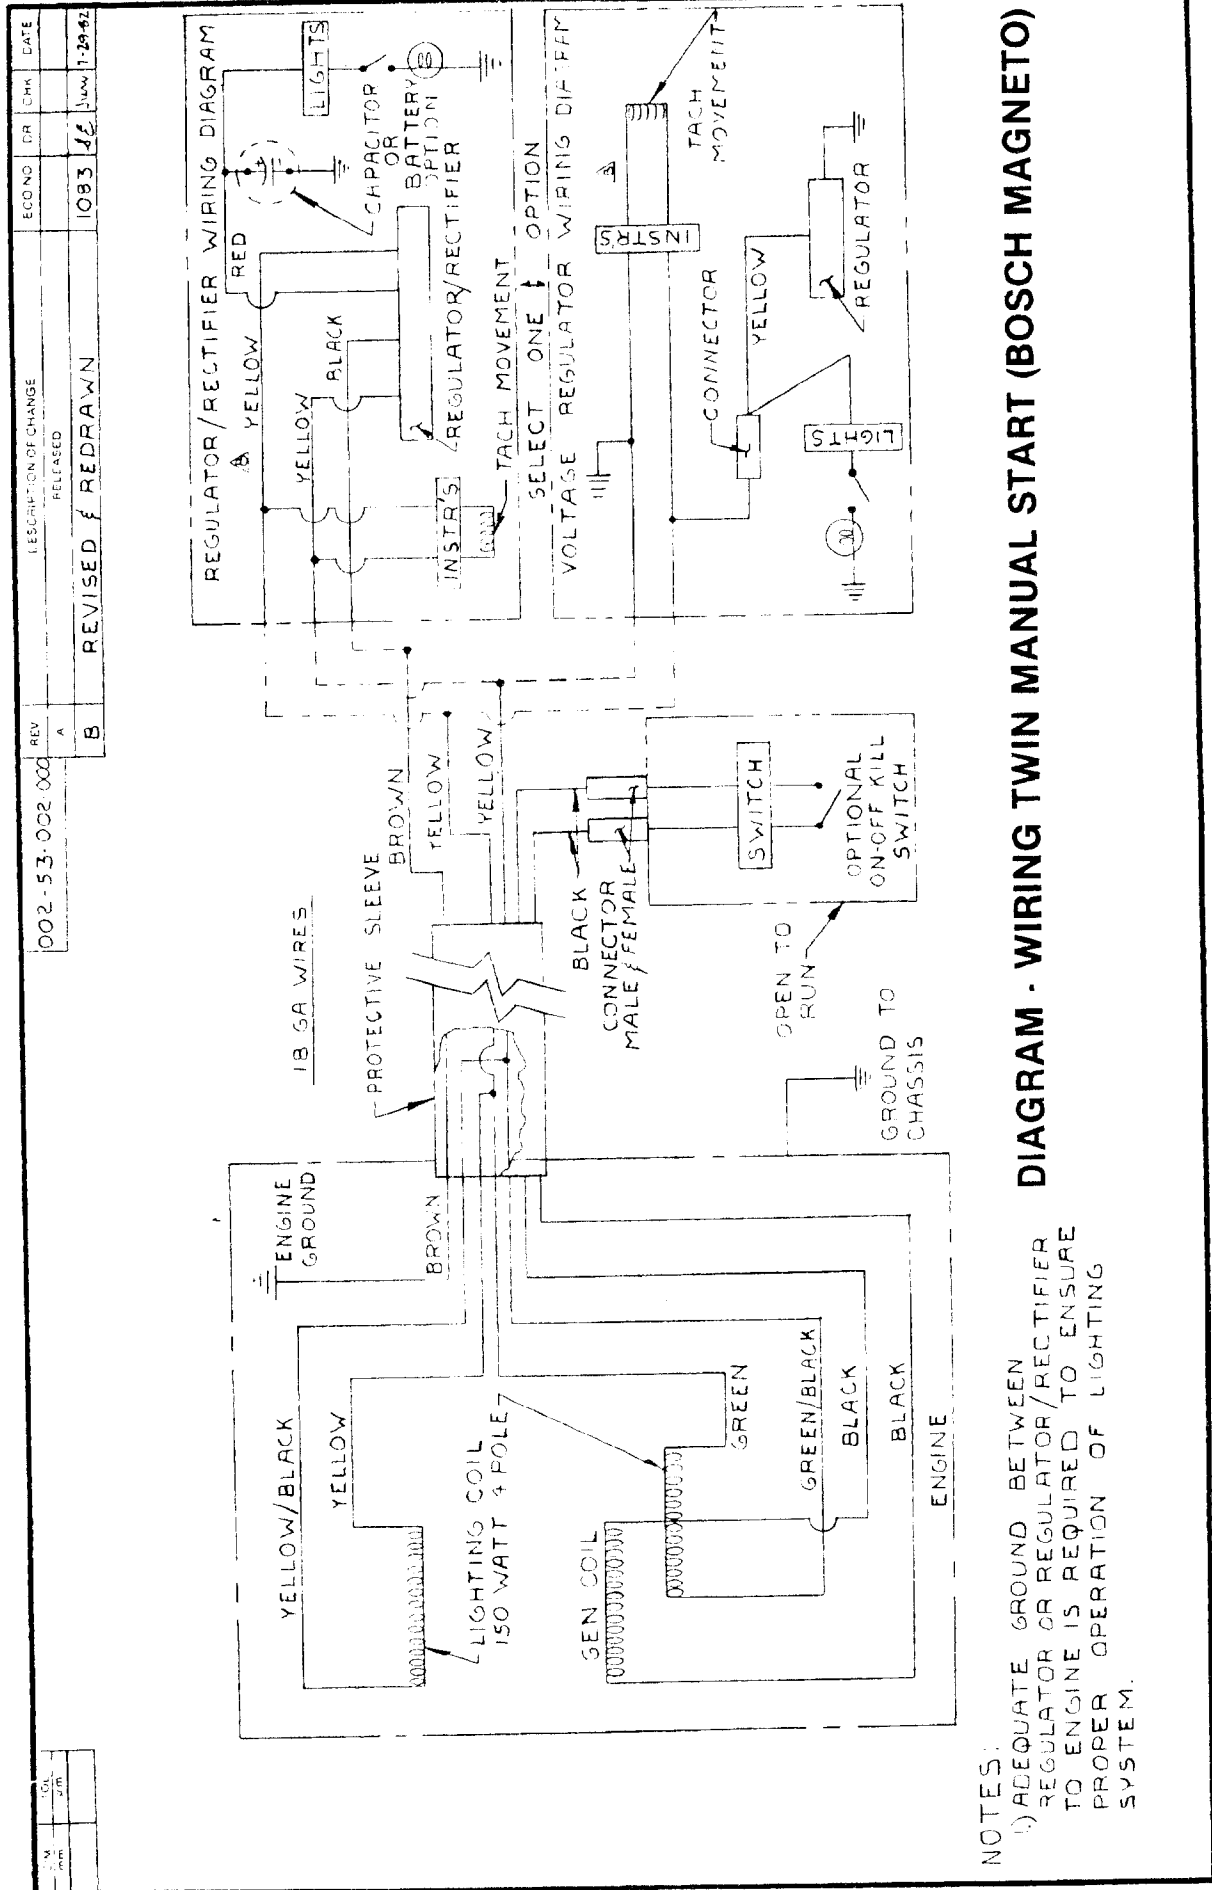 002-53-002-000
REV
DESCRIPTION OF CHANGE
ECO NO
DR
CHK
DATE
A
RELEASED
B
REVISED & REDRAWN
1083
7-29-82
18 GA WIRES
PROTECTIVE SLEEVE
ENGINE
GROUND
BROWN
BROWN
YELLOW
YELLOW
YELLOW/BLACK
YELLOW
LIGHTING COIL
150 WATT 4 POLE
GEN COIL
GREEN
GREEN/BLACK
BLACK
BLACK
ENGINE
BLACK
CONNECTOR
MALE & FEMALE
OPEN TO
RUN
GROUND TO
CHASSIS
SWITCH
OPTIONAL
ON-OFF KILL
SWITCH
REGULATOR/RECTIFIER WIRING DIAGRAM
B
YELLOW
RED
LIGHTS
YELLOW
BLACK
CAPACITOR
OR
BATTERY
OPTION
REGULATOR/RECTIFIER
INSTR'S
TACH MOVEMENT
SELECT ONE OPTION
VOLTAGE REGULATOR WIRING
INSTR'S
TACH
MOVEMENT
CONNECTOR
YELLOW
REGULATOR
LIGHTS
NOTES:
1) ADEQUATE GROUND BETWEEN
REGULATOR OR REGULATOR/RECTIFIER
TO ENGINE IS REQUIRED TO ENSURE
PROPER OPERATION OF LIGHTING
SYSTEM.
DIAGRAM - WIRING TWIN MANUAL START (BOSCH MAGNETO)